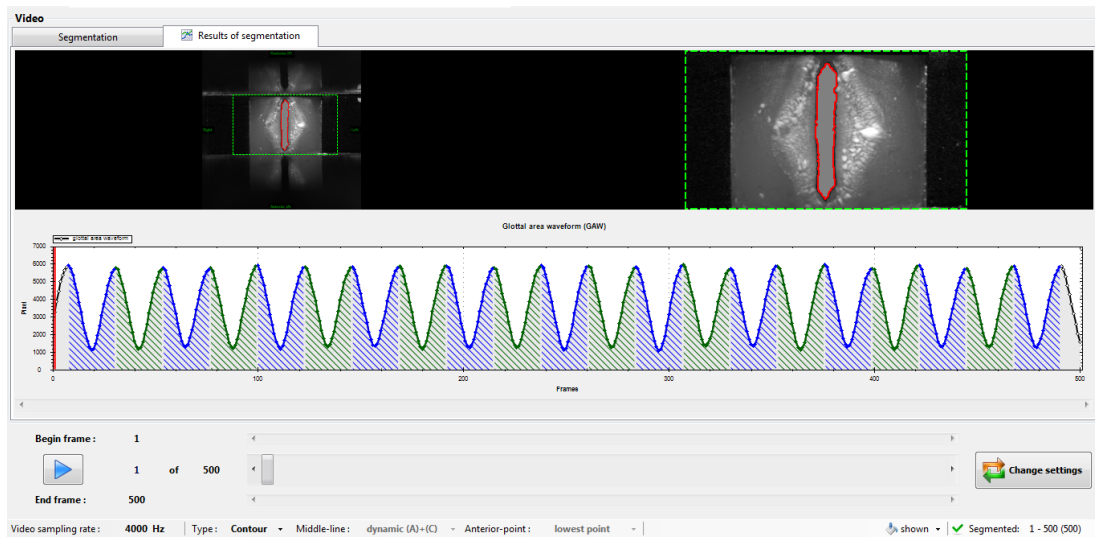 Video
Segmentation
Results of segmentation
Right
Left
Glottal area waveform (GAW)
glottal area waveform
7000
6000
5000
4000
3000
2000
1000
0
Pixel
0 100 200 300 400 500
Frames
Begin frame : 1
1 of 500
Change settings
End frame : 500
Video sampling rate : 4000 Hz Type : Contour Middle-line : dynamic (A)+(C) Anterior-point : lowest point shown Segmented: 1 - 500 (500)